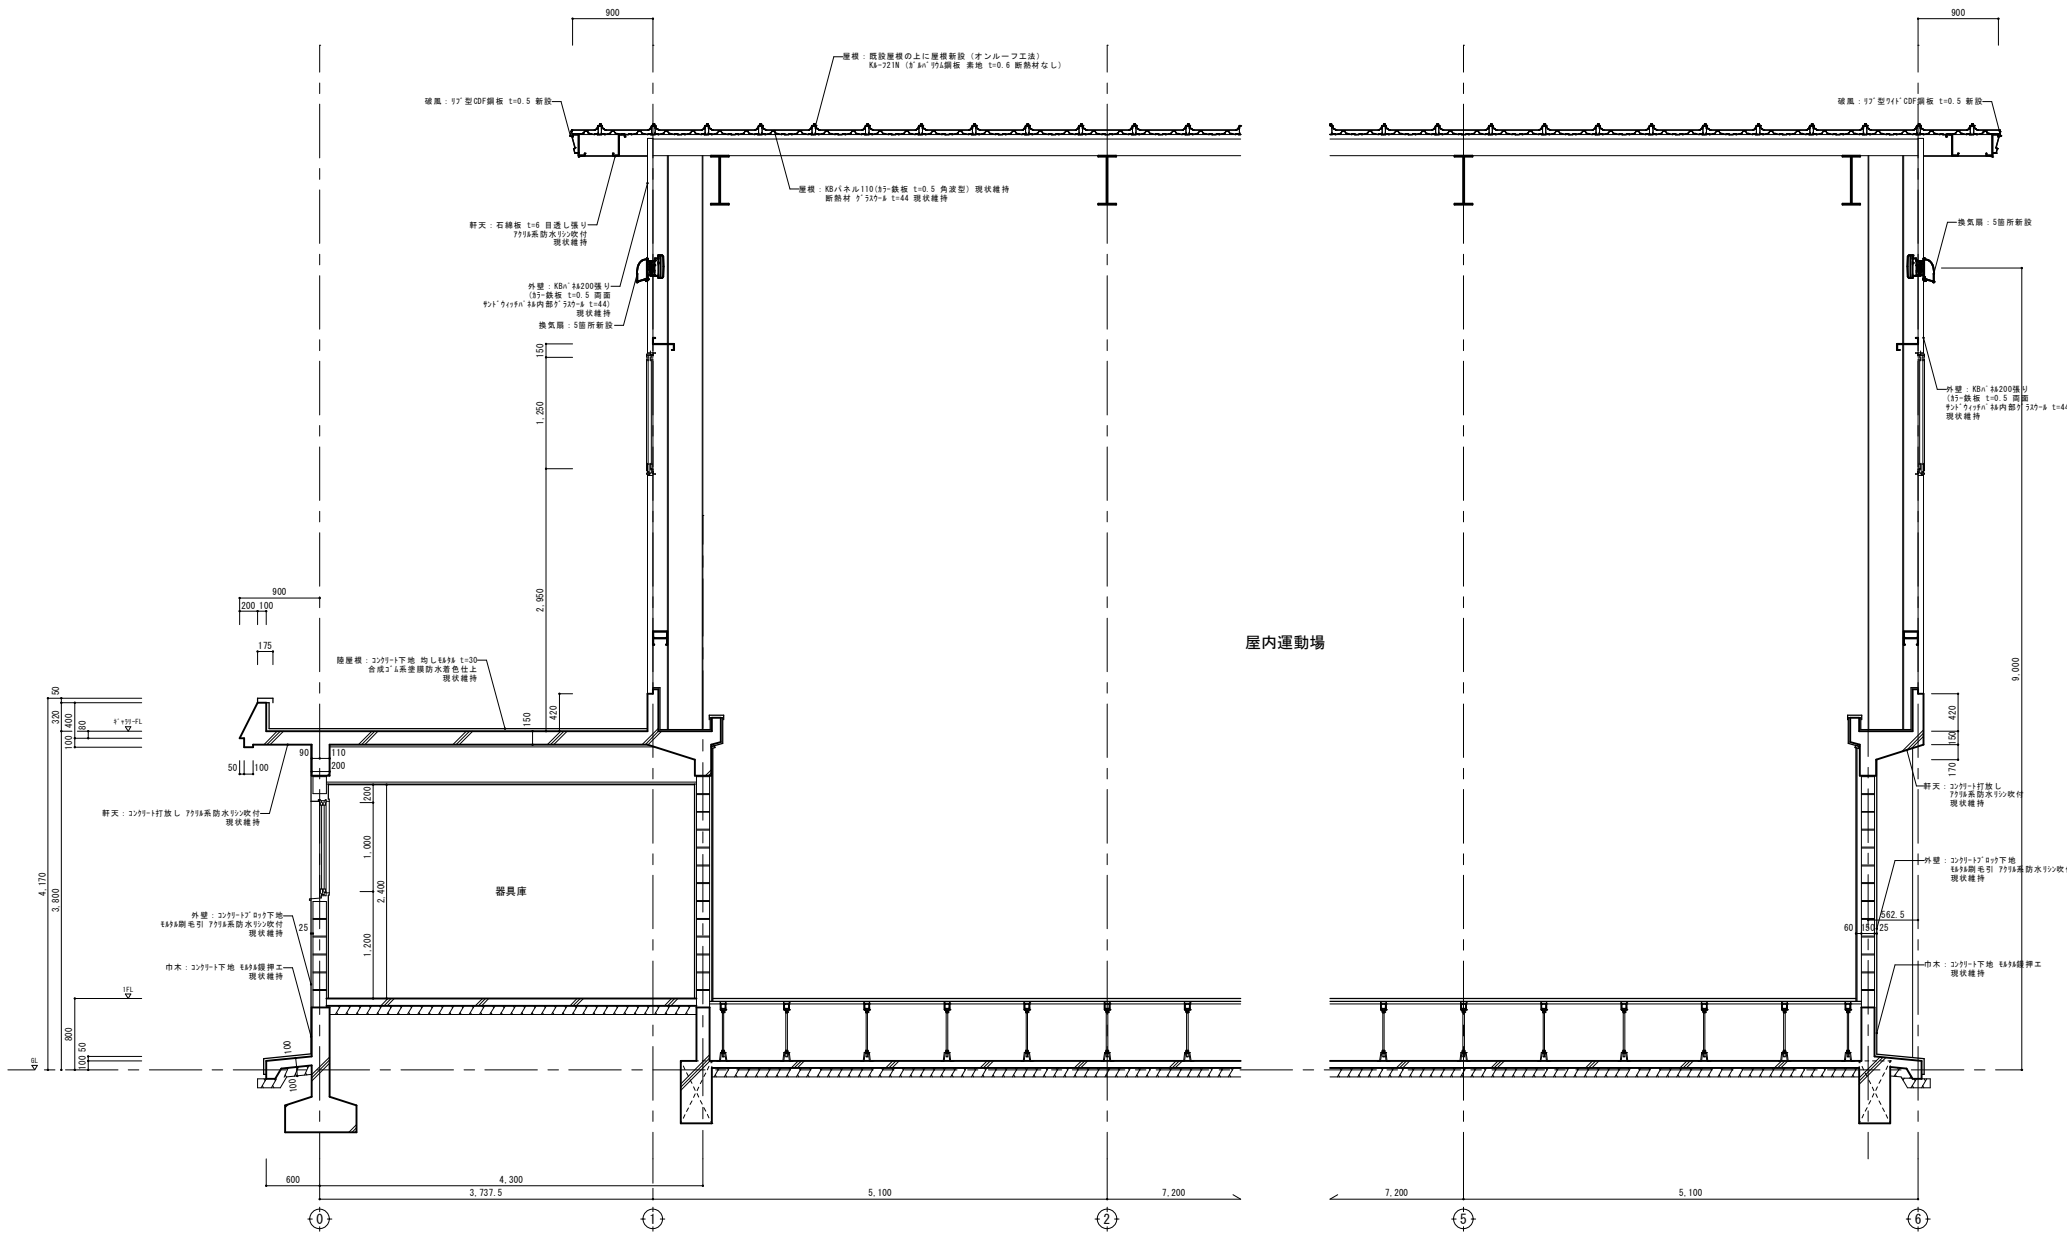 900
900
屋根：既設屋根の上に屋根新設（オンルーフ工法）
Kﾙｰﾌ21N（ｶﾞﾙﾊﾞﾘｳﾑ鋼板 素地 t=0.6 断熱材なし）
破風：ﾘﾌﾞ型CDF鋼板 t=0.5 新設
破風：ﾘﾌﾞ型ﾜｲﾄﾞCDF鋼板 t=0.5 新設
屋根：KBパネル110(ｶﾗｰ鉄板 t=0.5 角波型) 現状維持
断熱材 ｸﾞﾗｽｳｰﾙ t=44 現状維持
軒天：石綿板 t=6 目透し張り
ｱｸﾘﾙ系防水ﾘｼﾝ吹付
現状維持
換気扇：5箇所新設
外壁：KBﾊﾟﾈﾙ200張り
(ｶﾗｰ鉄板 t=0.5 両面
ｻﾝﾄﾞｳｨｯﾁﾊﾟﾈﾙ内部ｸﾞﾗｽｳｰﾙ t=44)
現状維持
換気扇：5箇所新設
150
1,250
2,950
420
150
外壁：KBﾊﾟﾈﾙ200張り
(ｶﾗｰ鉄板 t=0.5 両面
ｻﾝﾄﾞｳｨｯﾁﾊﾟﾈﾙ内部ｸﾞﾗｽｳｰﾙ t=44
現状維持
900
200 100
175
屋内運動場
9,000
陸屋根：ｺﾝｸﾘｰﾄ下地 均しﾓﾙﾀﾙ t=30
合成ｺﾞﾑ系塗膜防水着色仕上
現状維持
50
320
400
80
100
ｷﾞｬﾗﾘｰFL
90
110
200
50
100
420
150
170
軒天：ｺﾝｸﾘｰﾄ打放し ｱｸﾘﾙ系防水ﾘｼﾝ吹付
現状維持
軒天：ｺﾝｸﾘｰﾄ打放し
ｱｸﾘﾙ系防水ﾘｼﾝ吹付
現状維持
4,170
3,800
200
1,000
2,400
1,200
器具庫
外壁：ｺﾝｸﾘｰﾄﾌﾞﾛｯｸ下地
ﾓﾙﾀﾙ刷毛引 ｱｸﾘﾙ系防水ﾘｼﾝ吹付
現状維持
25
外壁：ｺﾝｸﾘｰﾄﾌﾞﾛｯｸ下地
ﾓﾙﾀﾙ刷毛引 ｱｸﾘﾙ系防水ﾘｼﾝ吹
現状維持
562.5
60 150 25
巾木：ｺﾝｸﾘｰﾄ下地 ﾓﾙﾀﾙ鏝押エ
現状維持
巾木：ｺﾝｸﾘｰﾄ下地 ﾓﾙﾀﾙ鏝押エ
現状維持
1FL
800
50
100
GL
100
100
600
4,300
3,737.5
5,100
7,200
7,200
5,100
0
1
2
5
6